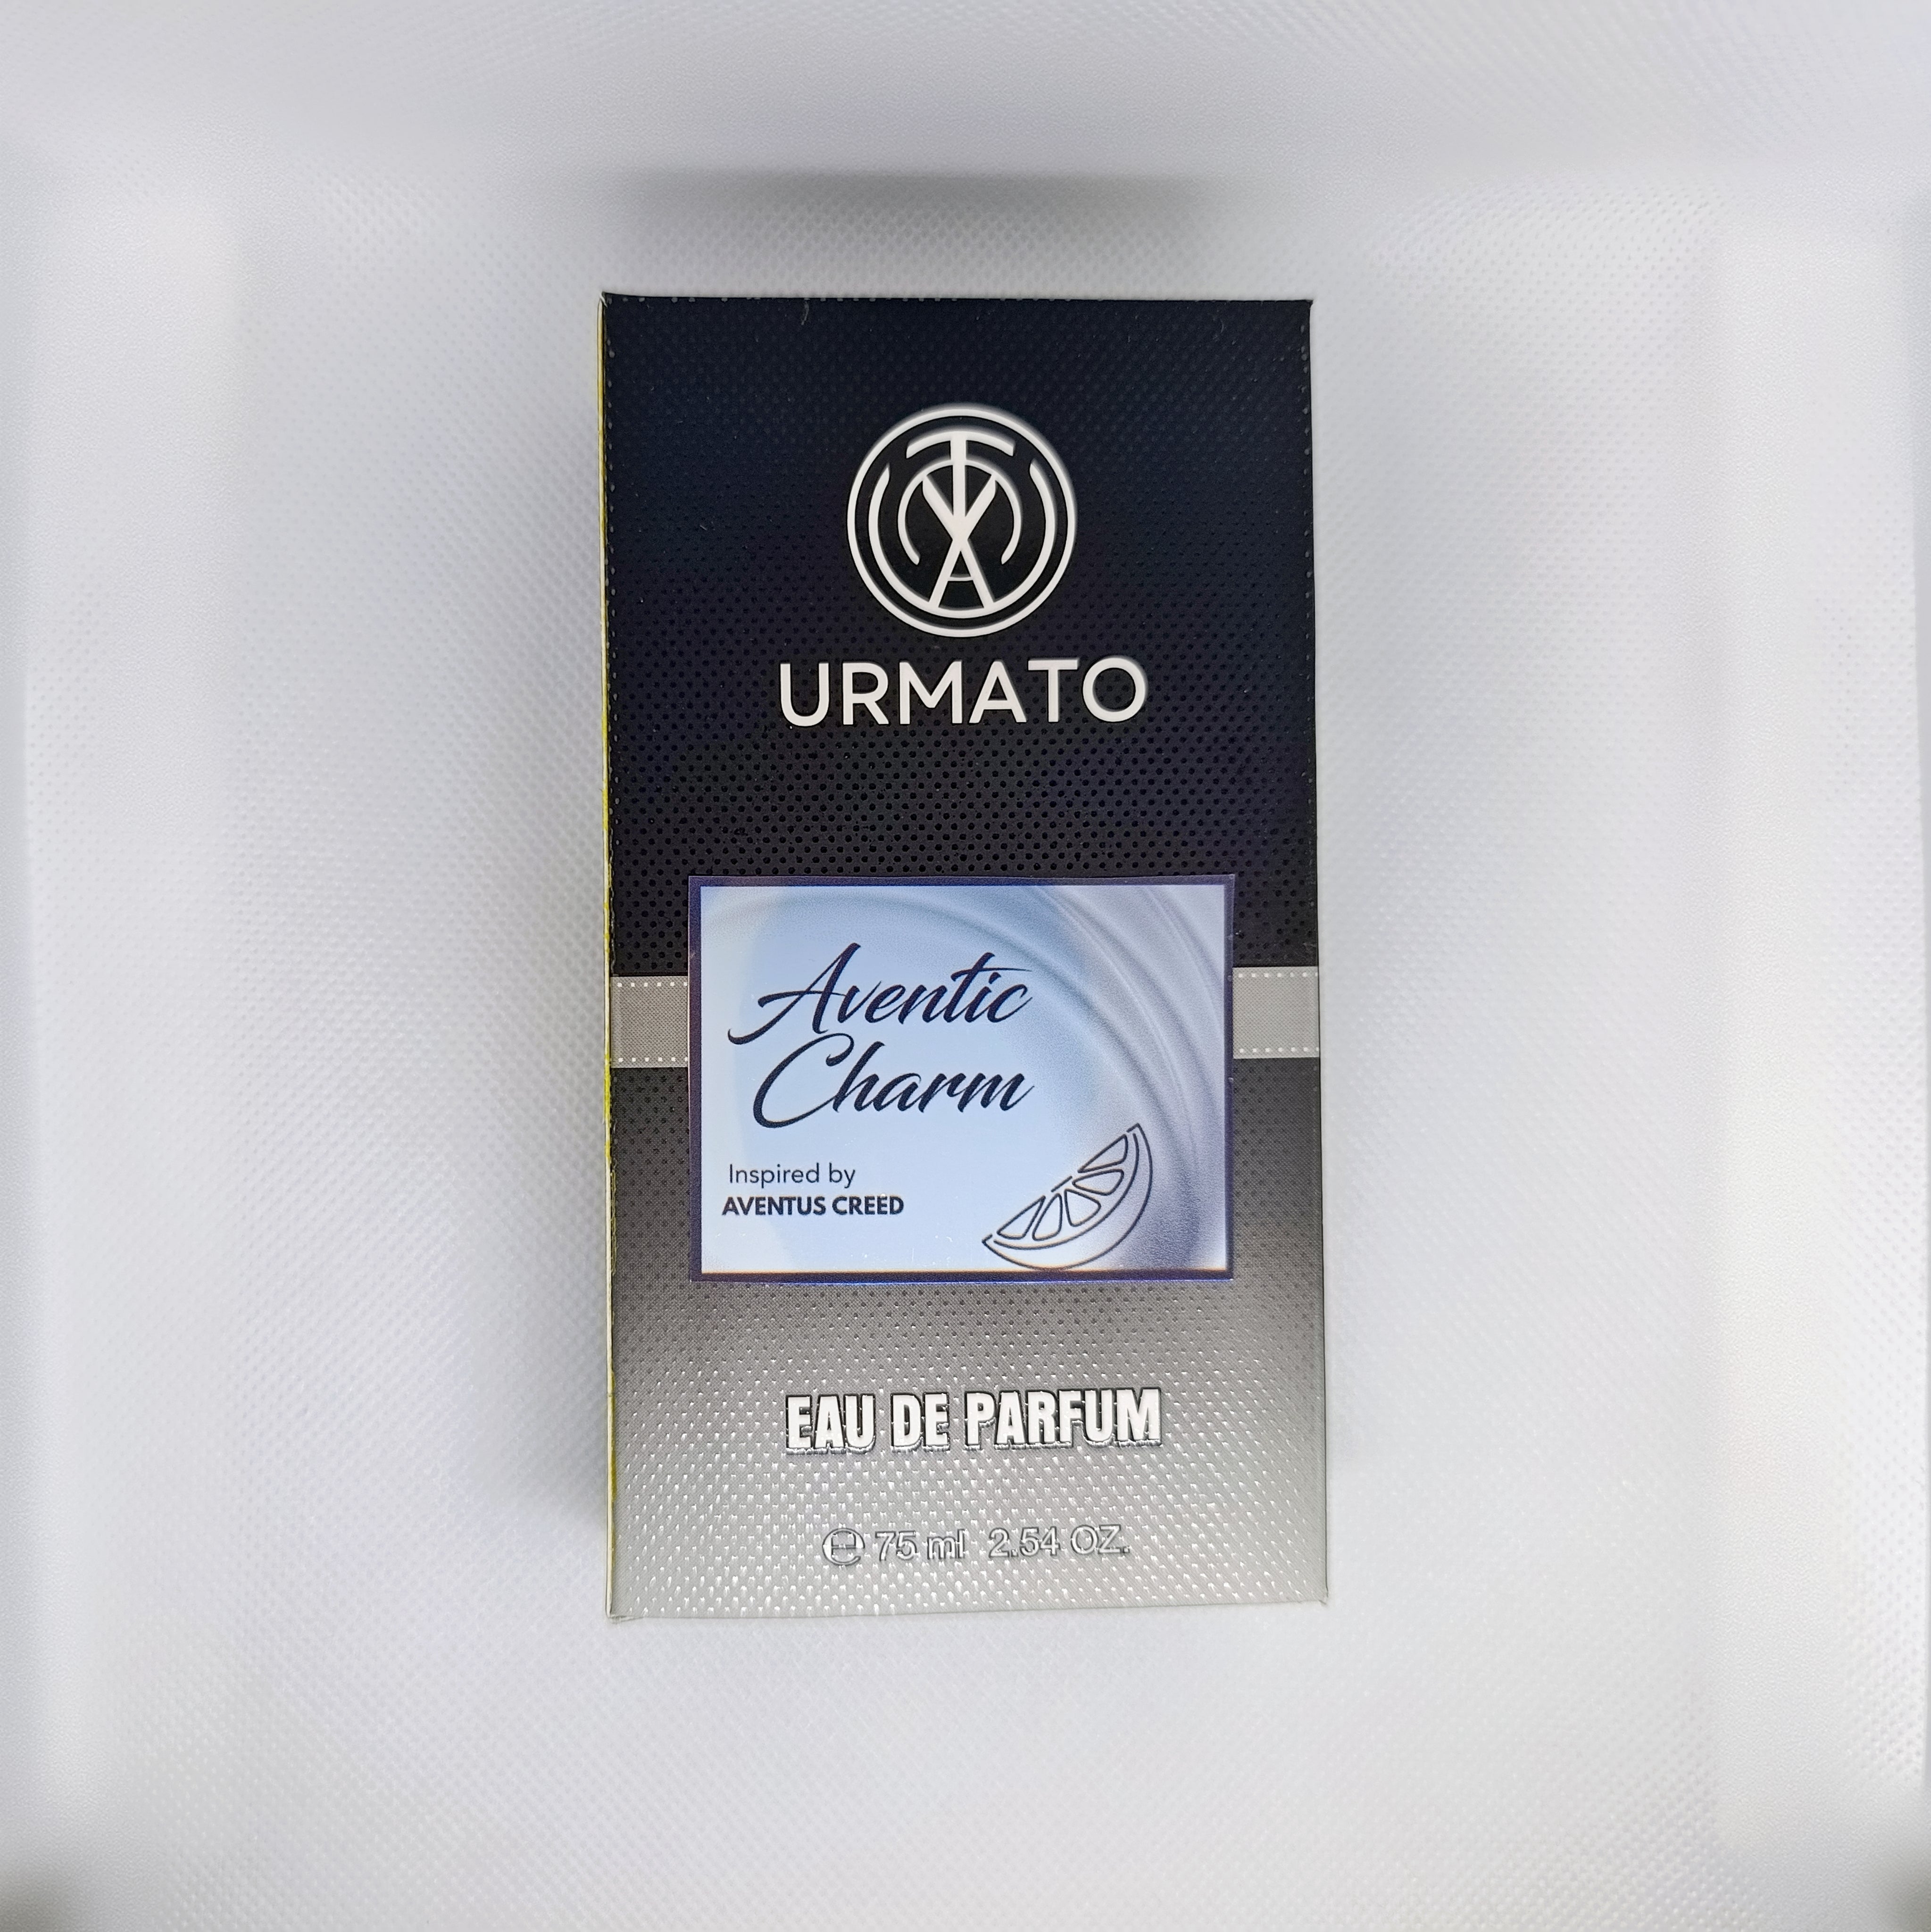 URMATO
Aventic
Charm
Inspired by
AVENTUS CREED
EAU DE PARFUM
℮ 75 ml 2.54 OZ.